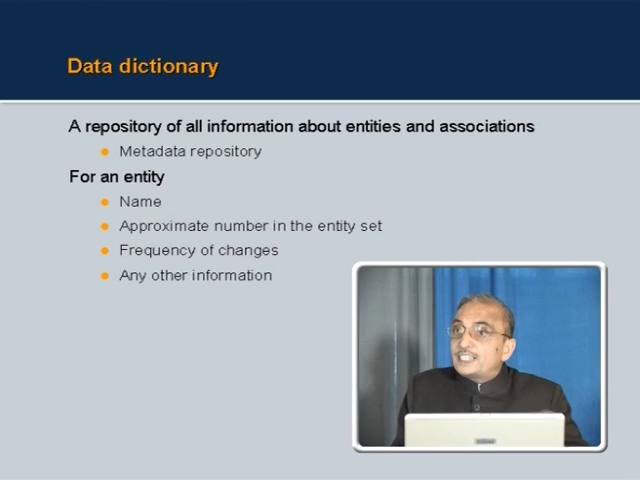 Data dictionary
A repository of all information about entities and associations
Metadata repository
For an entity
Name
Approximate number in the entity set
Frequency of changes
Any other information